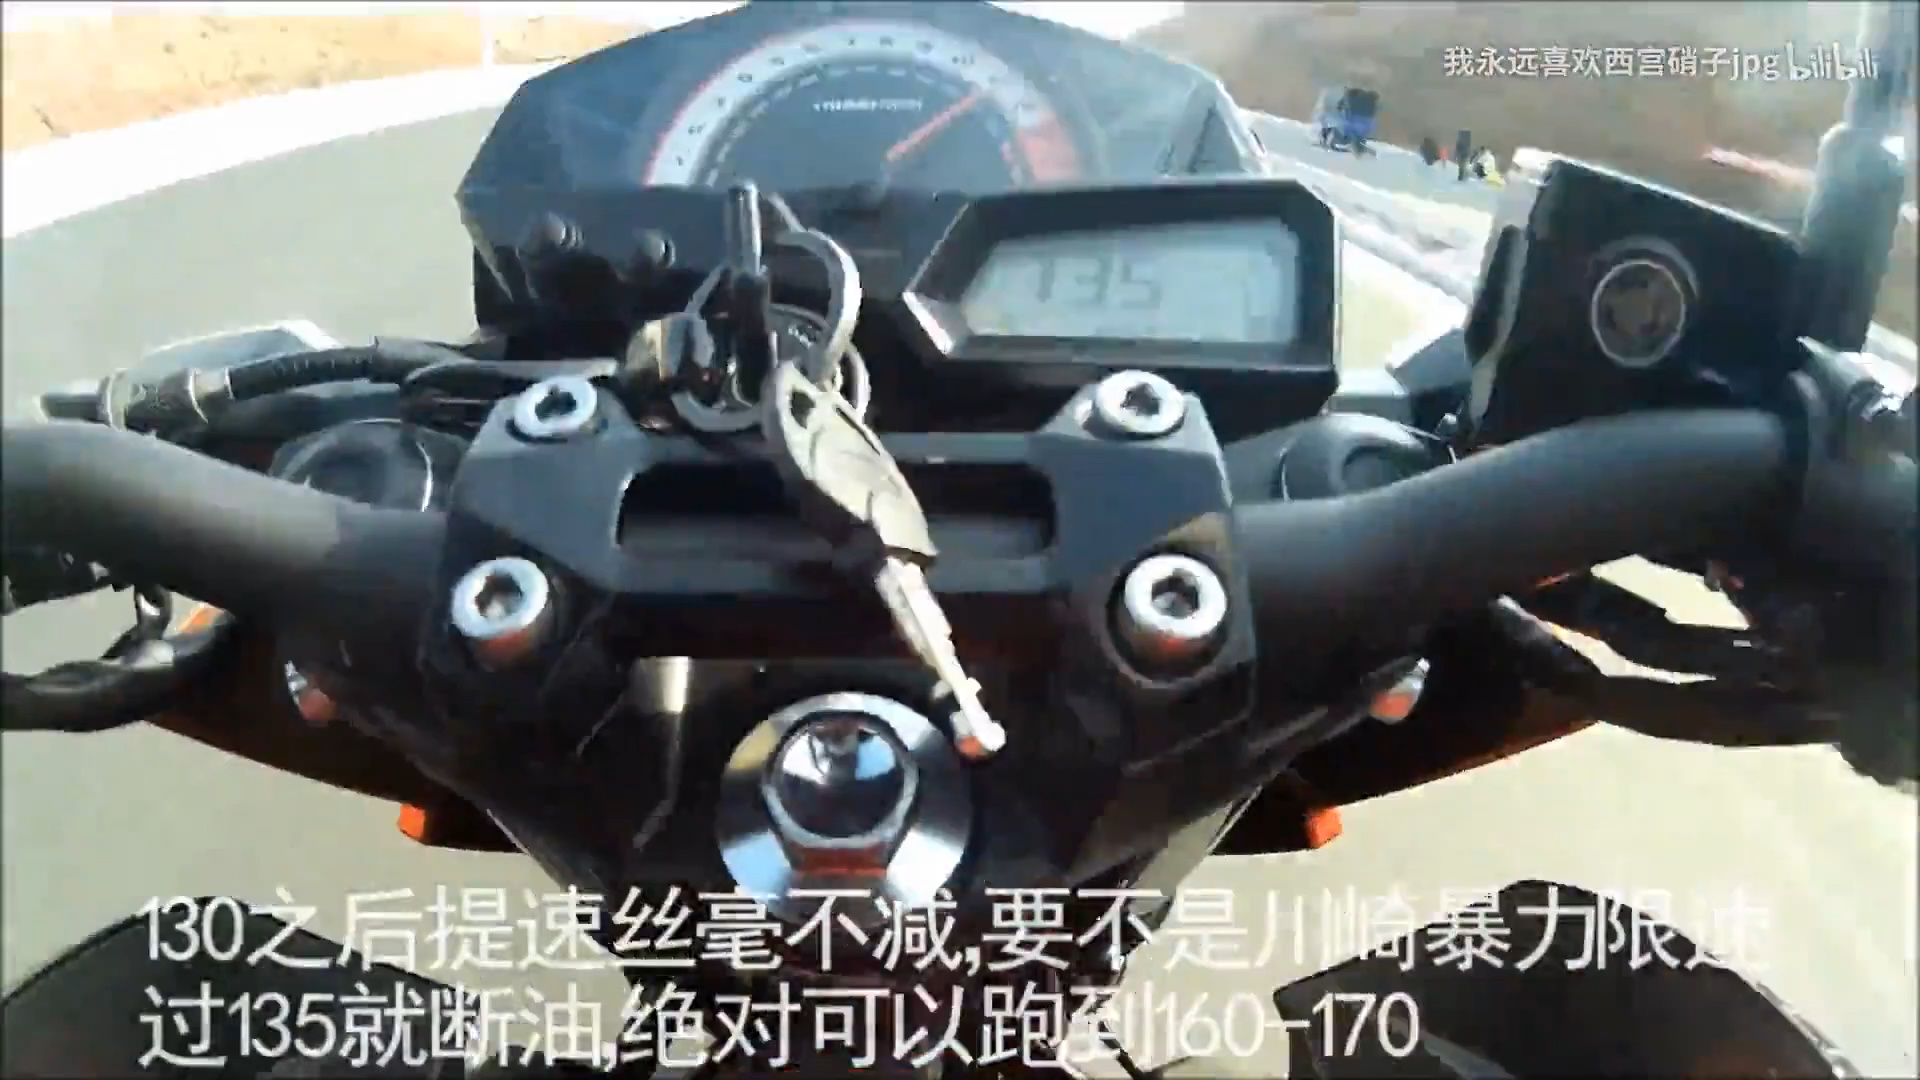 我永远喜欢西宫硝子jpg bilibili
135
130之后提速丝毫不减,要不是川崎暴力限速
过135就断油,绝对可以跑到160-170